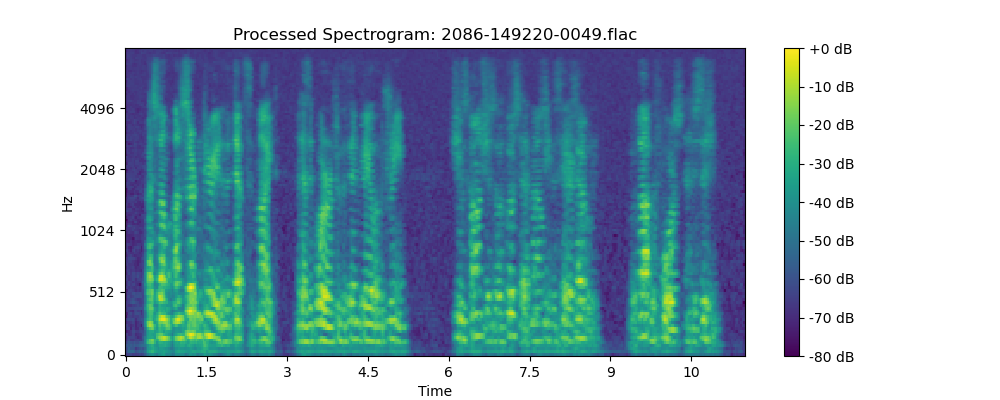 Processed Spectrogram: 2086-149220-0049.flac
Hz
4096
2048
1024
512
0
0 1.5 3 4.5 6 7.5 9 10
Time
+0 dB
-10 dB
-20 dB
-30 dB
-40 dB
-50 dB
-60 dB
-70 dB
-80 dB